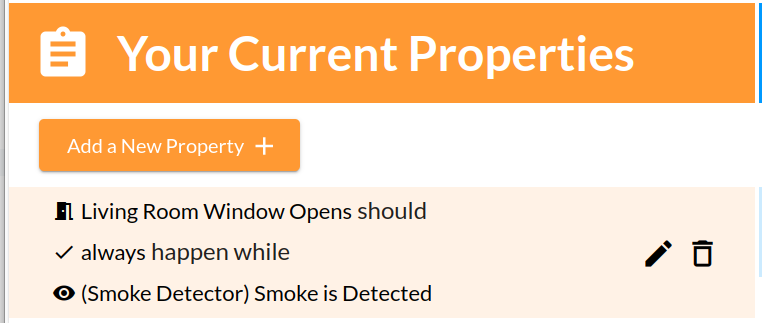 Your Current Properties
Add a New Property +
Living Room Window Opens should
always happen while
(Smoke Detector) Smoke is Detected